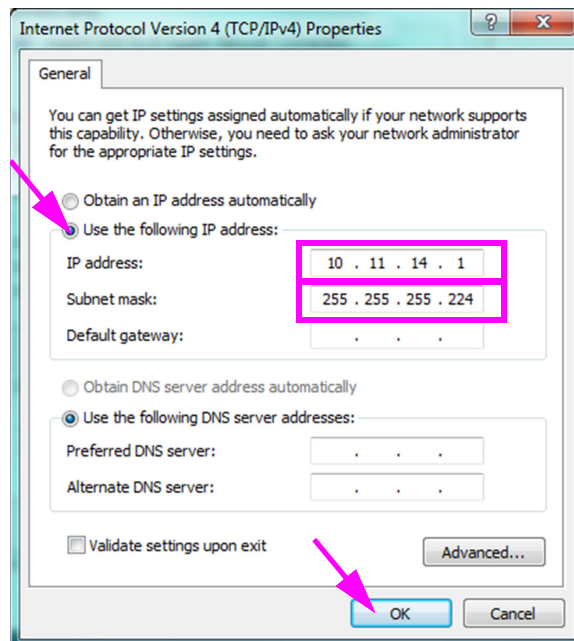 Internet Protocol Version 4 (TCP/IPv4) Properties
?
X
General
You can get IP settings assigned automatically if your network supports
this capability. Otherwise, you need to ask your network administrator
for the appropriate IP settings.
Obtain an IP address automatically
Use the following IP address:
IP address: 10 . 11 . 14 . 1
Subnet mask: 255 . 255 . 255 . 224
Default gateway: . . .
Obtain DNS server address automatically
Use the following DNS server addresses:
Preferred DNS server: . . .
Alternate DNS server: . . .
Validate settings upon exit
Advanced...
OK Cancel